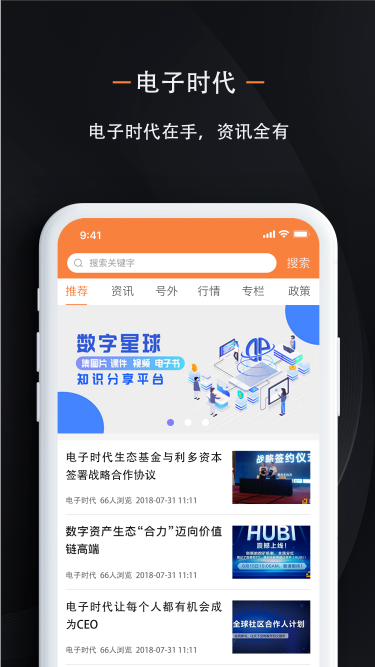 电子时代
电子时代在手，资讯全有
9:41
搜索关键字
搜索
推荐 资讯 号外 行情 专栏 政策
数字星球
集图片 课件 视频 电子书
知识分享平台
电子时代生态基金与利多资本
签署战略合作协议
电子时代 66人浏览 2018-07-31 11:11
战略签约仪式
数字资产生态“合力”迈向价值
链高端
电子时代 66人浏览 2018-07-31 11:11
HUBI
震撼上线！
电子时代让每个人都有机会成
为CEO
电子时代 66人浏览 2018-07-31 11:11
全球社区合作人计划